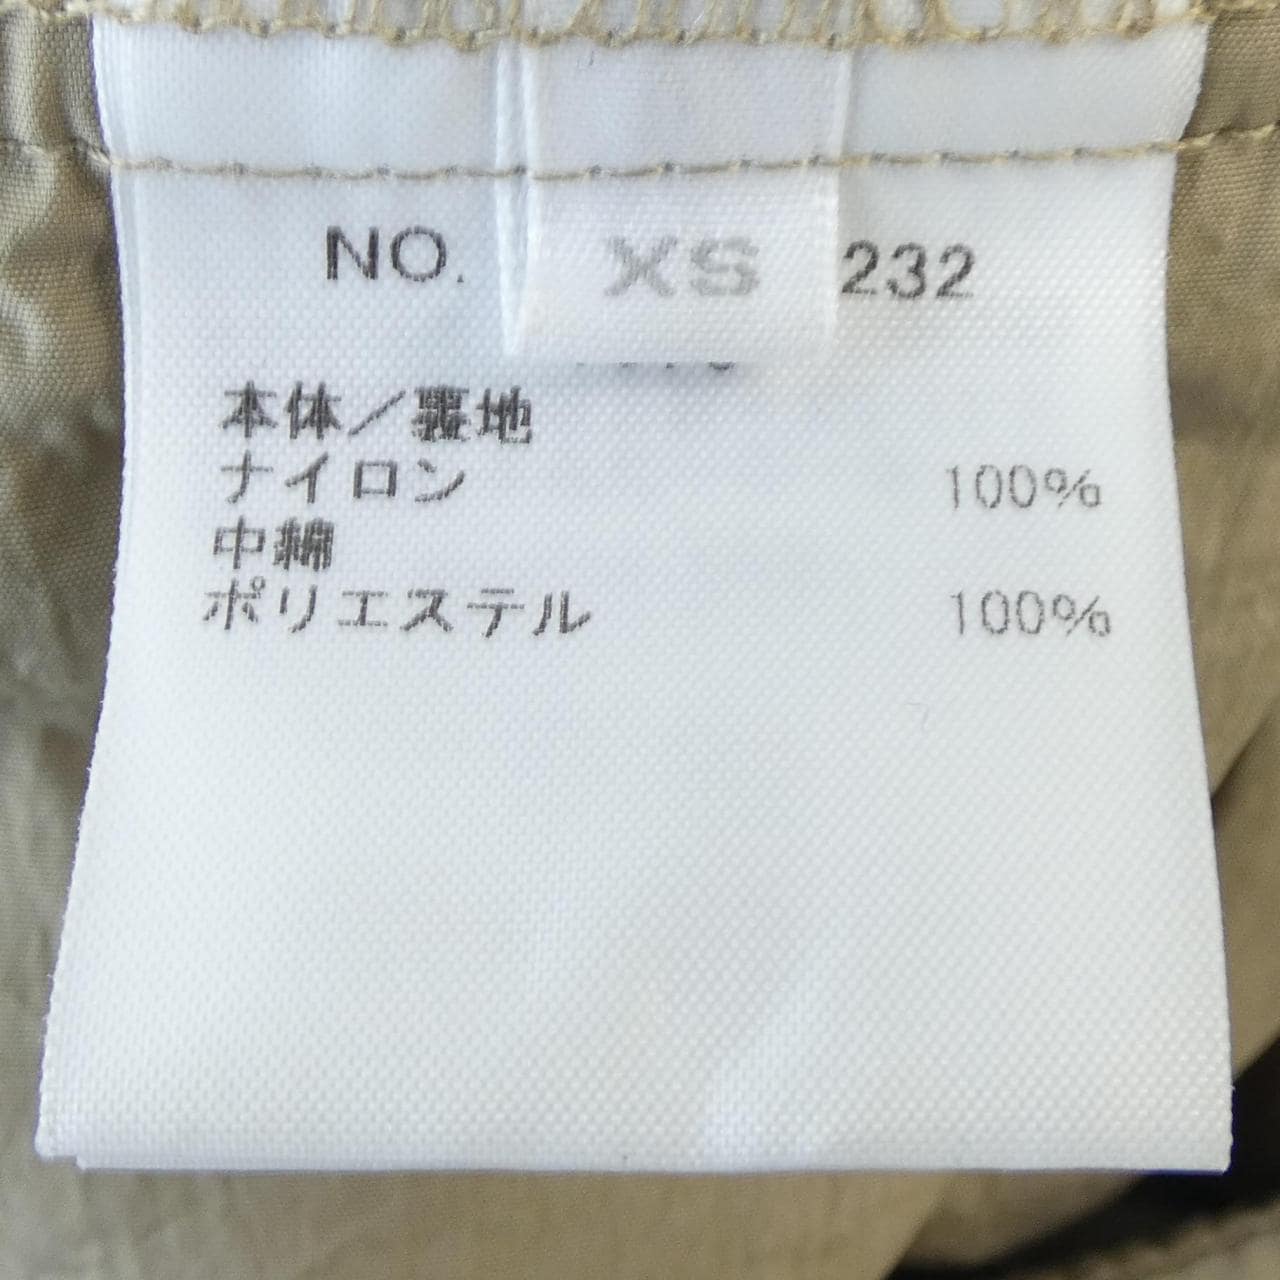 NO. XS 232
本体／裏地
ナイロン 100%
中綿
ポリエステル 100%